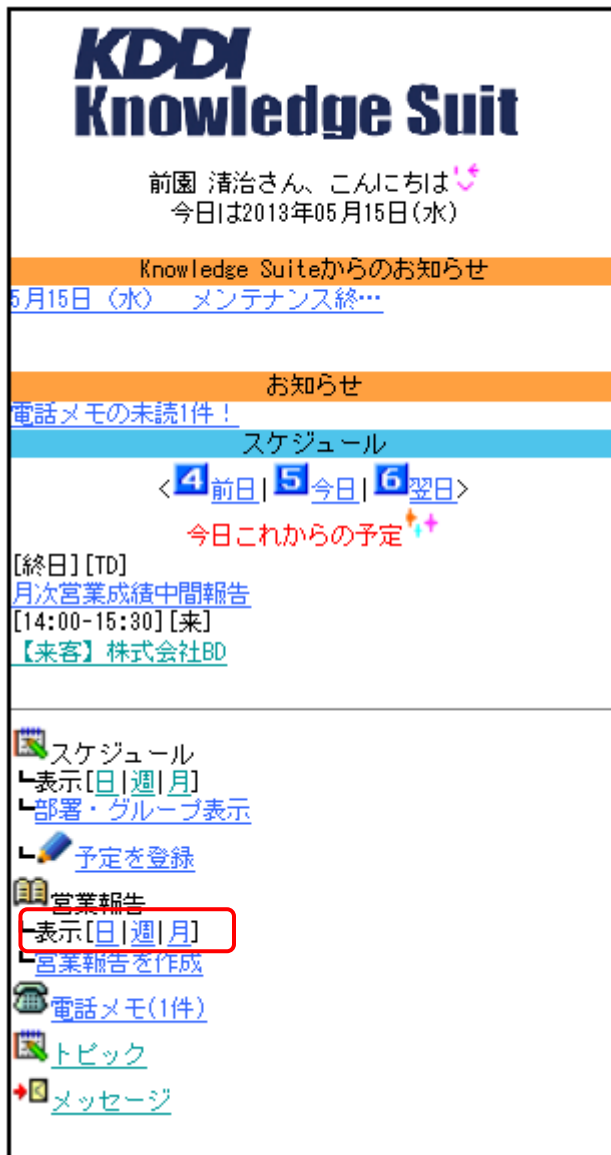 KDDI
Knowledge Suit
前園 清治さん、こんにちは
今日は2013年05月15日(水)
Knowledge Suiteからのお知らせ
5月15日（水）　メンテナンス終…
お知らせ
電話メモの未読1件！
スケジュール
<4前日|5今日|6翌日>
今日これからの予定
[終日][TD]
月次営業成績中間報告
[14:00-15:30][来]
【来客】株式会社BD
スケジュール
表示[日|週|月]
部署・グループ表示
予定を登録
営業報告
表示[日|週|月]
営業報告を作成
電話メモ(1件)
トピック
メッセージ